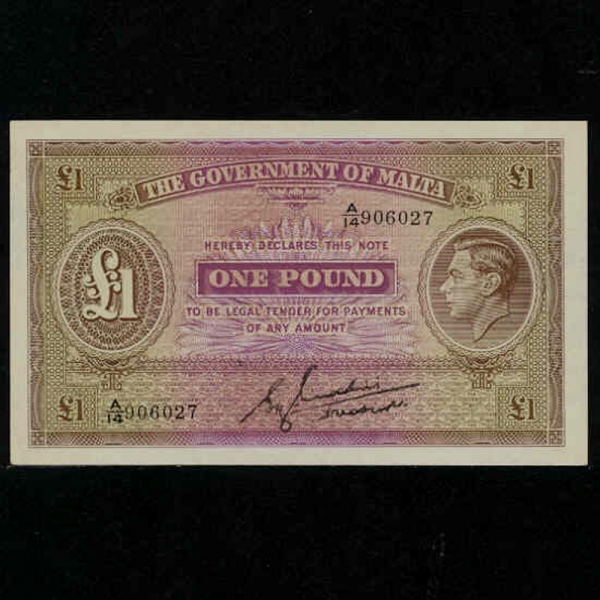 £1 THE GOVERNMENT OF MALTA £1
A/14 906027
HEREBY DECLARES THIS NOTE
£1 ONE POUND
TO BE LEGAL TENDER FOR PAYMENTS
OF ANY AMOUNT
£1 A/14 906027 £1
Treasurer